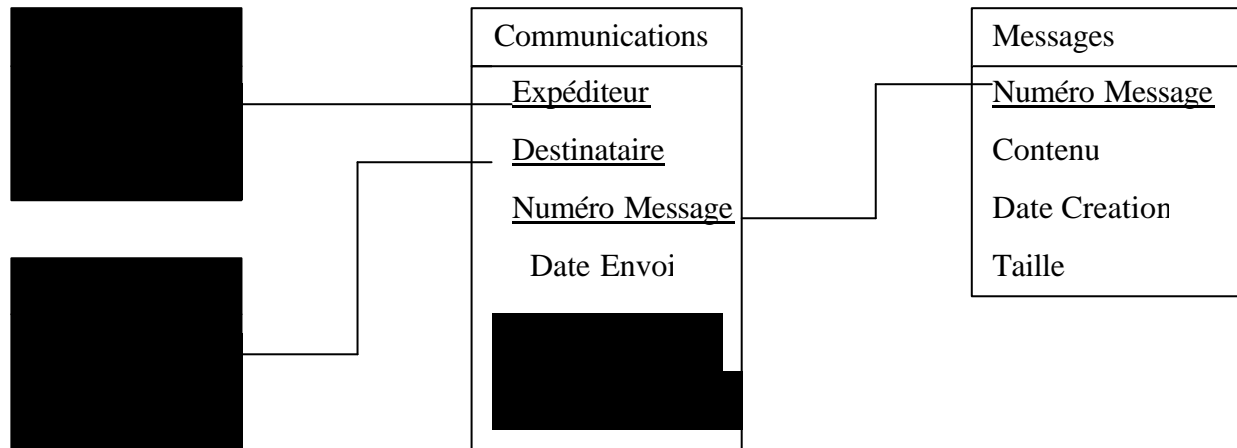 Communications
Expéditeur
Destinataire
Numéro Message
Date Envoi
Messages
Numéro Message
Contenu
Date Creation
Taille